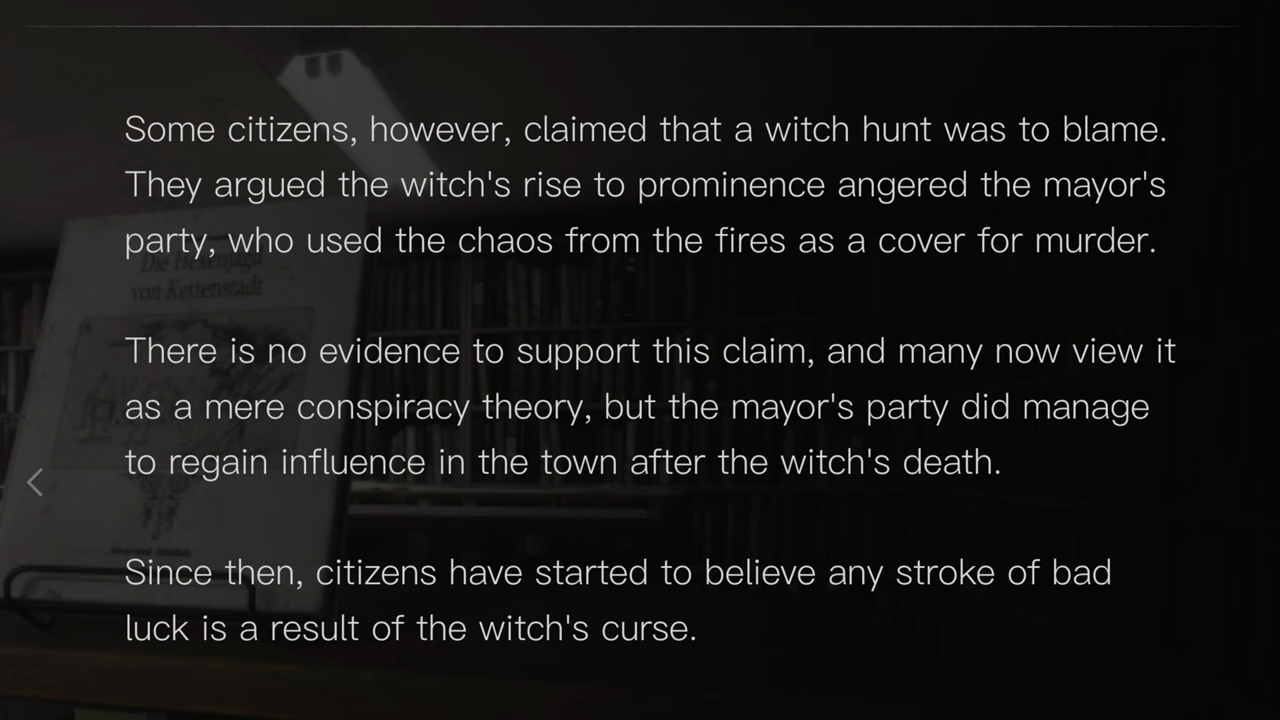 Some citizens, however, claimed that a witch hunt was to blame.
They argued the witch's rise to prominence angered the mayor's
party, who used the chaos from the fires as a cover for murder.
Die Hexenjagd
von Kettenstadt
There is no evidence to support this claim, and many now view it
as a mere conspiracy theory, but the mayor's party did manage
to regain influence in the town after the witch's death.
Since then, citizens have started to believe any stroke of bad
luck is a result of the witch's curse.